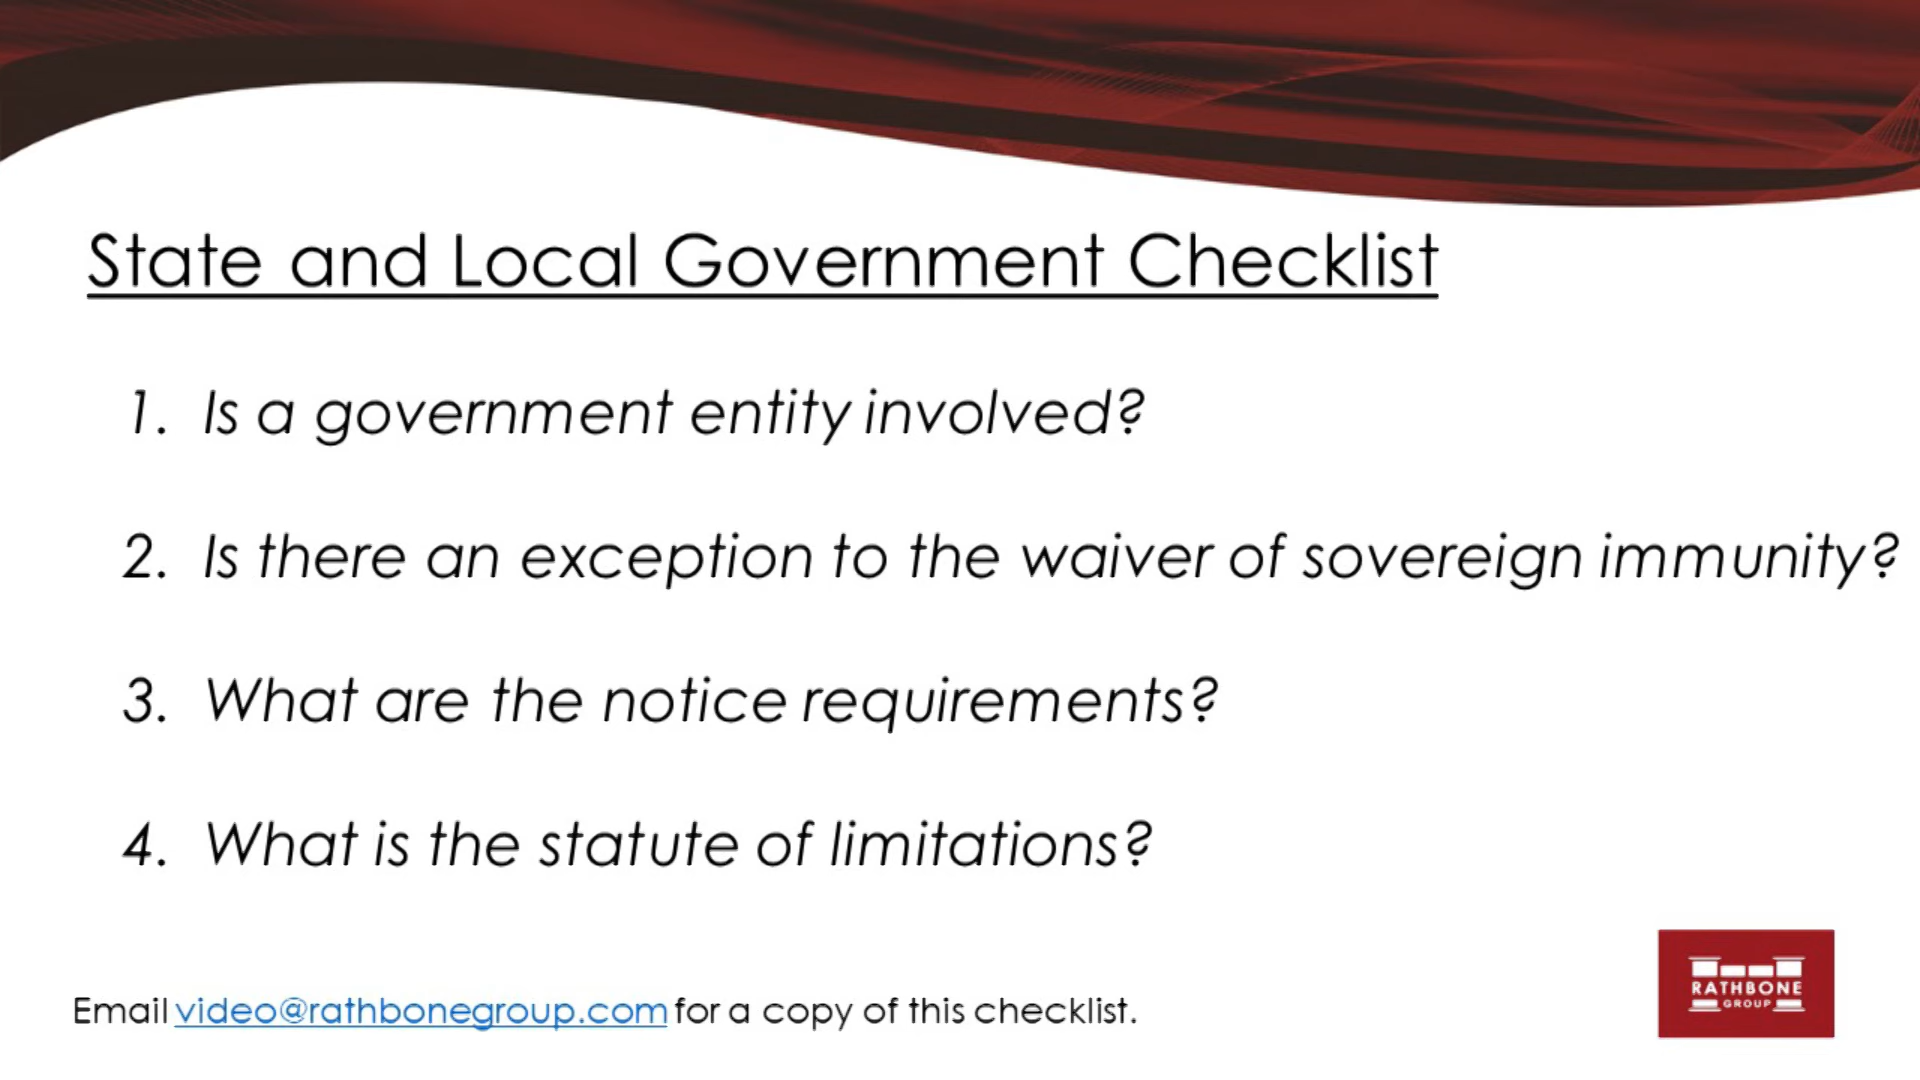 State and Local Government Checklist
1. Is a government entity involved?
2. Is there an exception to the waiver of sovereign immunity?
3. What are the notice requirements?
4. What is the statute of limitations?
Email video@rathbonegroup.com for a copy of this checklist.
RATHBONE
GROUP